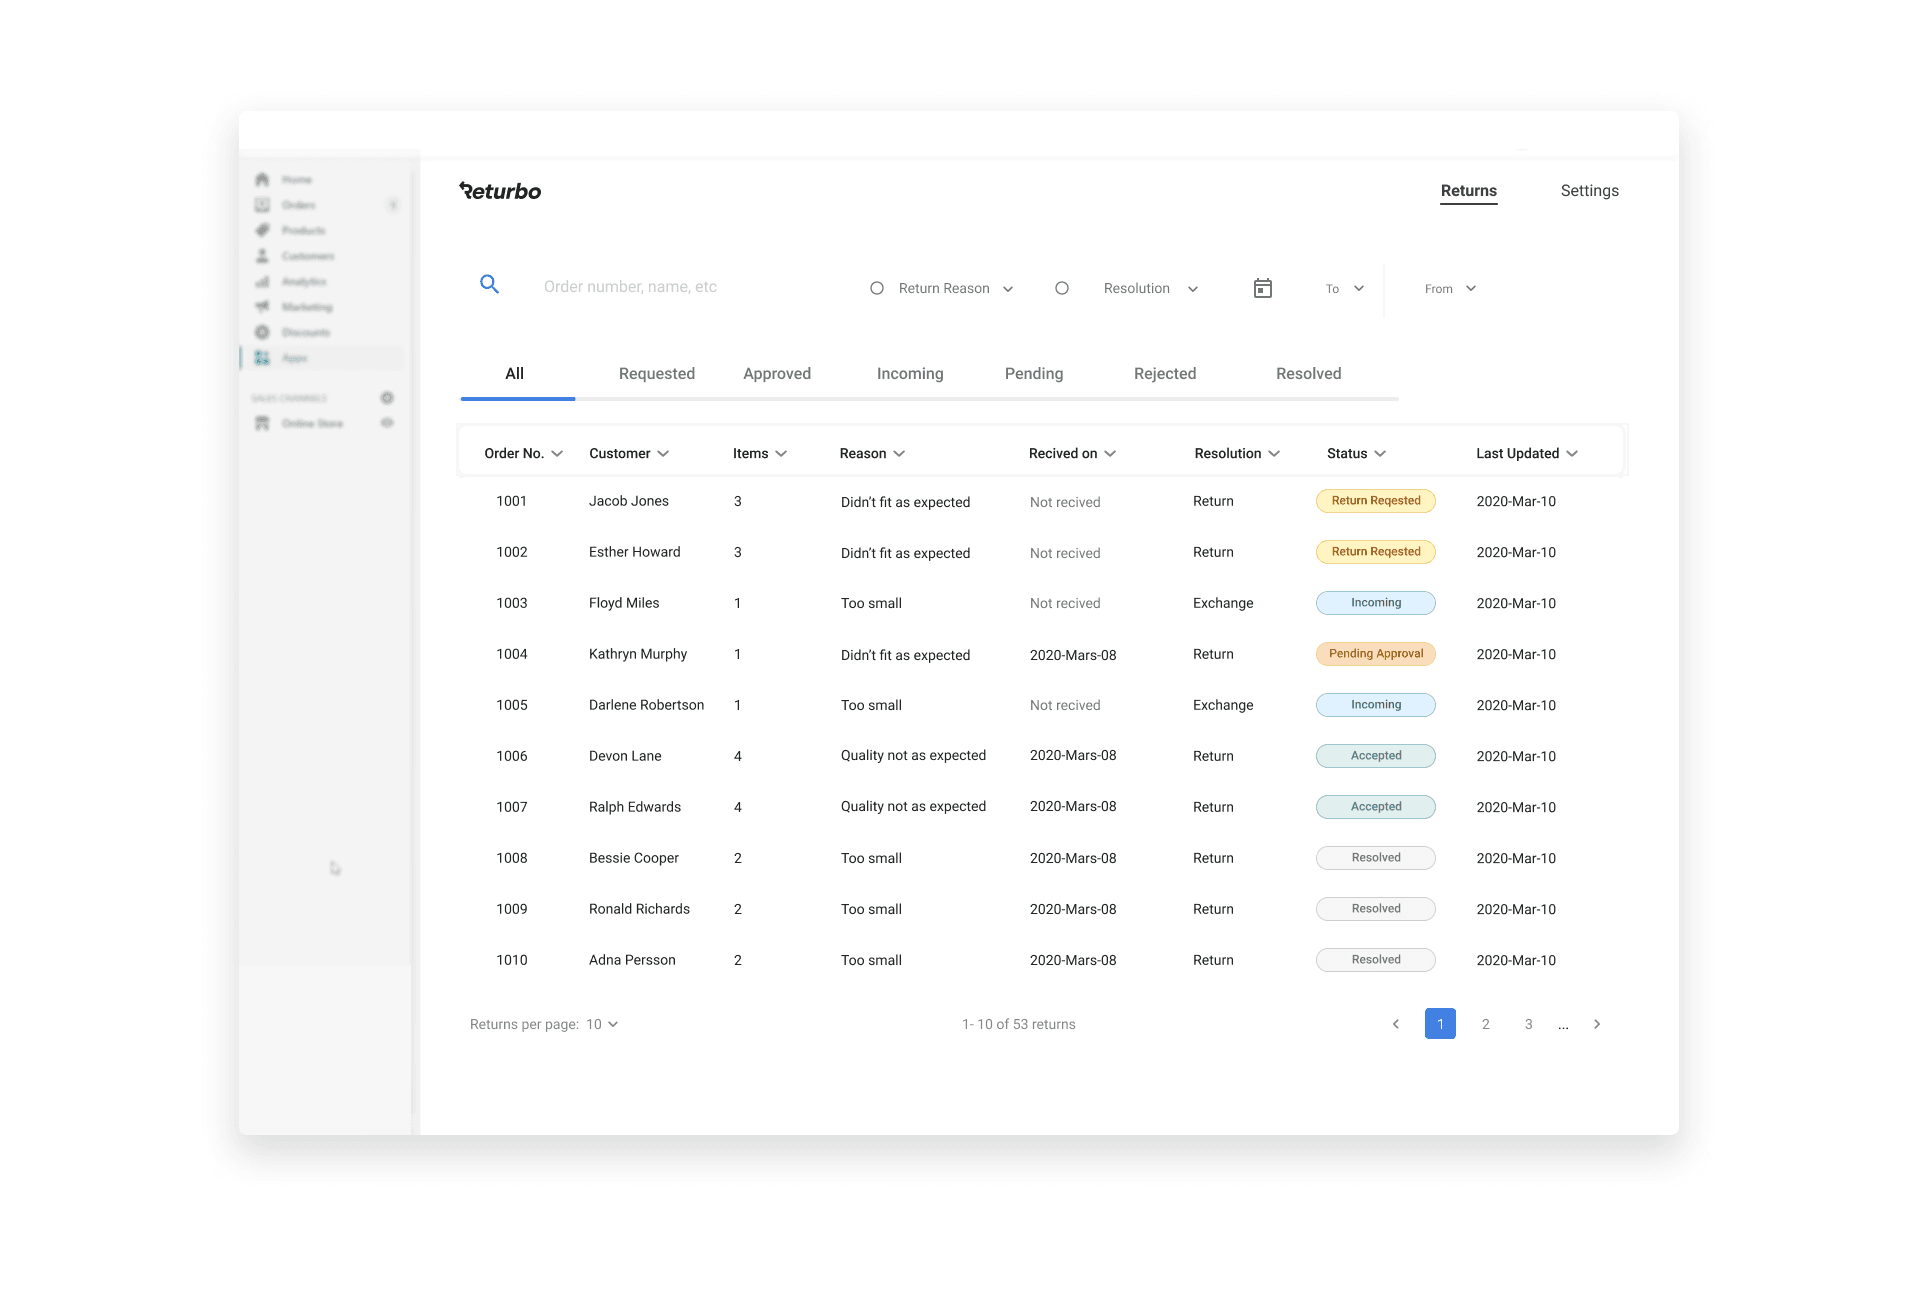 Home
Orders
Products
Customers
Analytics
Marketing
Discounts
Apps
SALES CHANNELS
Online Store
Returbo
Returns Settings
Order number, name, etc Return Reason Resolution To From
All Requested Approved Incoming Pending Rejected Resolved
Order No. Customer Items Reason Recived on Resolution Status Last Updated
1001 Jacob Jones 3 Didn’t fit as expected Not recived Return Return Reqested 2020-Mar-10
1002 Esther Howard 3 Didn’t fit as expected Not recived Return Return Reqested 2020-Mar-10
1003 Floyd Miles 1 Too small Not recived Exchange Incoming 2020-Mar-10
1004 Kathryn Murphy 1 Didn’t fit as expected 2020-Mars-08 Return Pending Approval 2020-Mar-10
1005 Darlene Robertson 1 Too small Not recived Exchange Incoming 2020-Mar-10
1006 Devon Lane 4 Quality not as expected 2020-Mars-08 Return Accepted 2020-Mar-10
1007 Ralph Edwards 4 Quality not as expected 2020-Mars-08 Return Accepted 2020-Mar-10
1008 Bessie Cooper 2 Too small 2020-Mars-08 Return Resolved 2020-Mar-10
1009 Ronald Richards 2 Too small 2020-Mars-08 Return Resolved 2020-Mar-10
1010 Adna Persson 2 Too small 2020-Mars-08 Return Resolved 2020-Mar-10
Returns per page: 10 1- 10 of 53 returns 1 2 3 ...